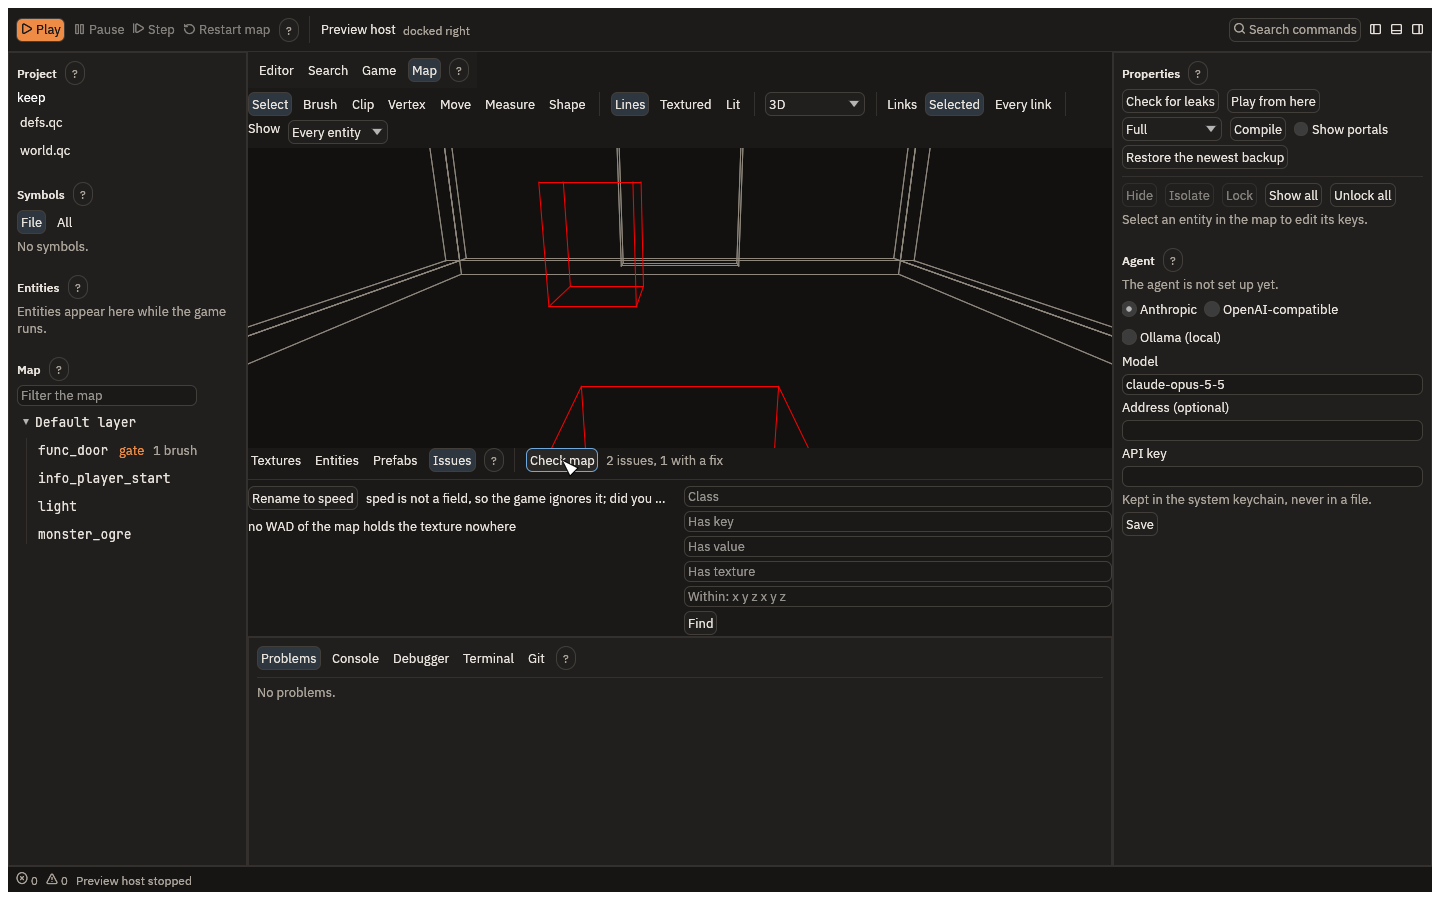 Play Pause Step Restart map ? Preview host docked right Search commands
Project ?
keep
defs.qc
world.qc
Symbols ?
File All
No symbols.
Entities ?
Entities appear here while the game
runs.
Map ?
Filter the map
Default layer
func_door gate 1 brush
info_player_start
light
monster_ogre
Editor Search Game Map ?
Select Brush Clip Vertex Move Measure Shape Lines Textured Lit 3D Links Selected Every link
Show Every entity
Textures Entities Prefabs Issues ? Check map 2 issues, 1 with a fix
Rename to speed sped is not a field, so the game ignores it; did you ...
no WAD of the map holds the texture nowhere
Class
Has key
Has value
Has texture
Within: x y z x y z
Find
Problems Console Debugger Terminal Git ?
No problems.
Properties ?
Check for leaks Play from here
Full Compile Show portals
Restore the newest backup
Hide Isolate Lock Show all Unlock all
Select an entity in the map to edit its keys.
Agent ?
The agent is not set up yet.
Anthropic OpenAI-compatible
Ollama (local)
Model
claude-opus-5-5
Address (optional)
API key
Kept in the system keychain, never in a file.
Save
0 0 Preview host stopped